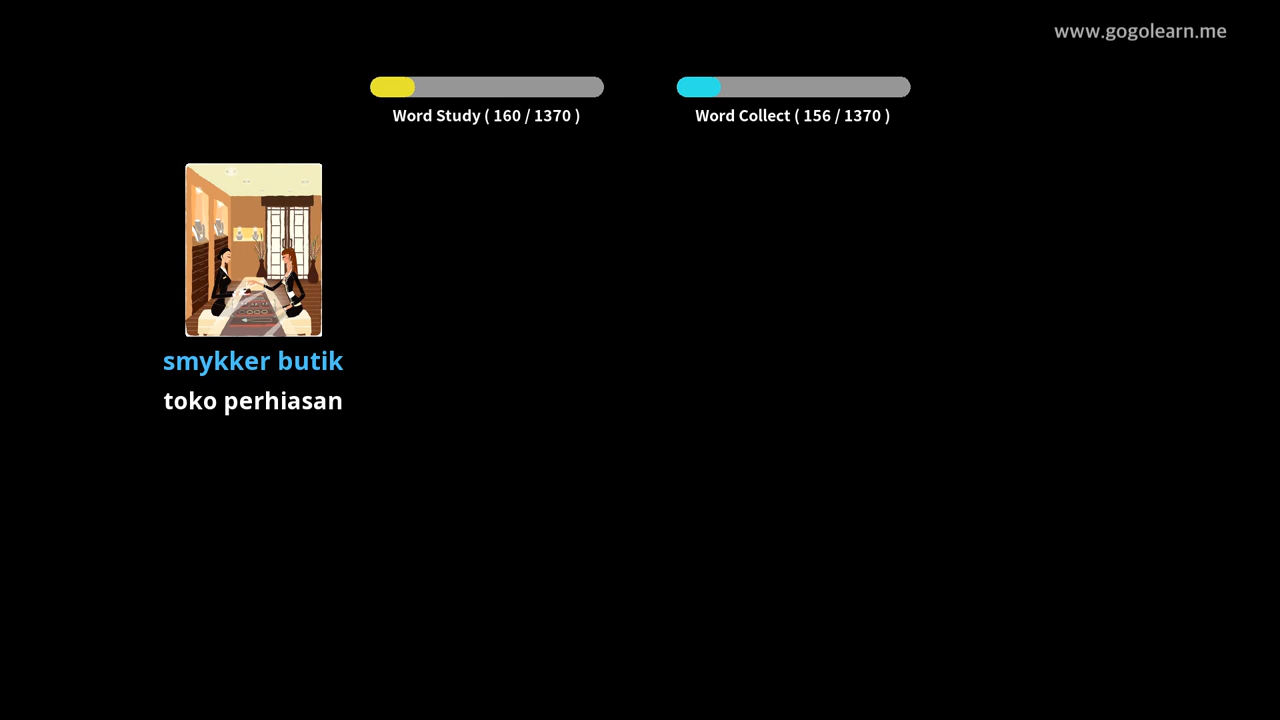 www.gogolearn.me
Word Study ( 160 / 1370 )
Word Collect ( 156 / 1370 )
smykker butik
toko perhiasan